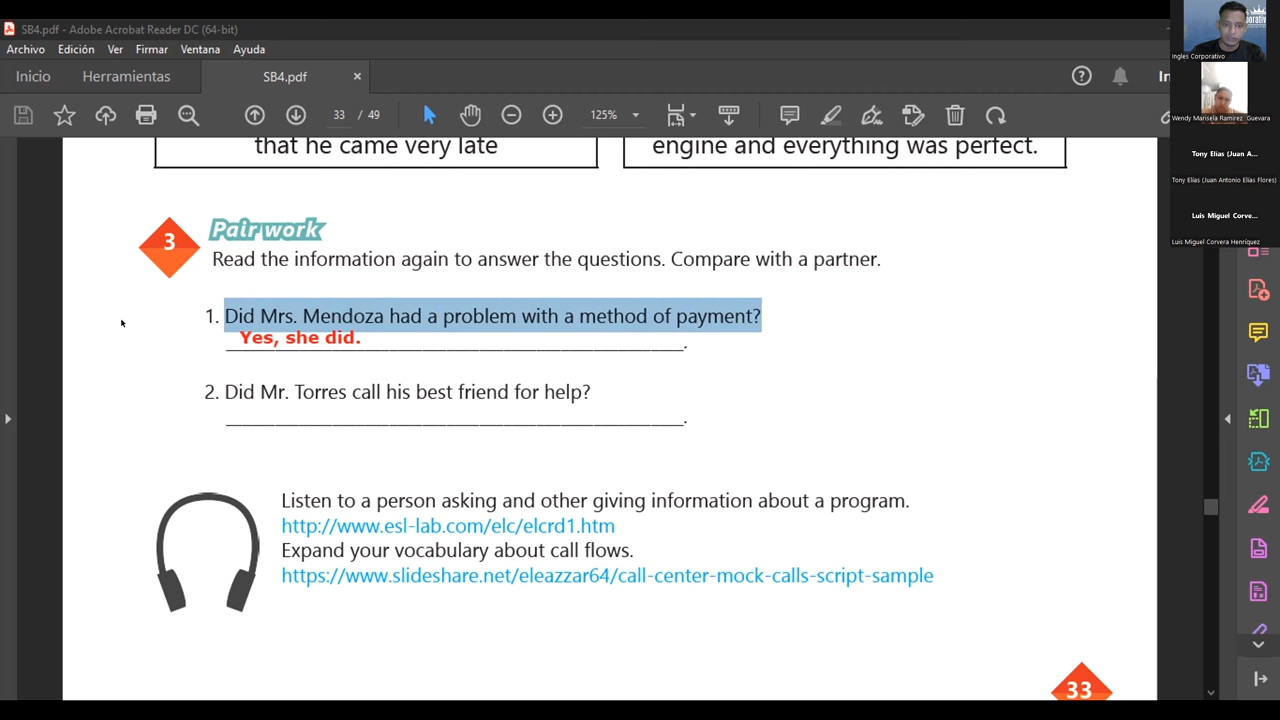 SB4.pdf - Adobe Acrobat Reader DC (64-bit)
Archivo Edición Ver Firmar Ventana Ayuda
Inicio Herramientas SB4.pdf ×
33 / 49 125%
that he came very late
engine and everything was perfect.
3
Pair work
Read the information again to answer the questions. Compare with a partner.
1. Did Mrs. Mendoza had a problem with a method of payment?
Yes, she did.
2. Did Mr. Torres call his best friend for help?
Listen to a person asking and other giving information about a program.
http://www.esl-lab.com/elc/elcrd1.htm
Expand your vocabulary about call flows.
https://www.slideshare.net/eleazzar64/call-center-mock-calls-script-sample
33
Ingles Corporativo
Wendy Marisela Ramirez Guevara
Tony Elias (Juan A...
Tony Elías (Juan Antonio Elías Flores)
Luis Miguel Corve...
Luis Miguel Corvera Henríquez